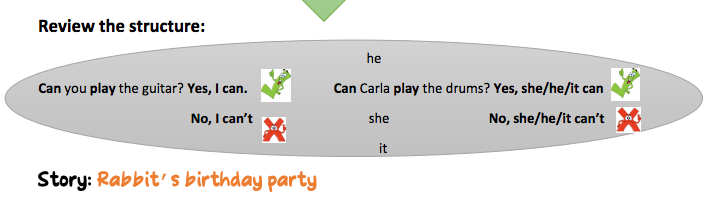 Review the structure:
he
Can you play the guitar? Yes, I can. Can Carla play the drums? Yes, she/he/it can
No, I can't she No, she/he/it can't
it
Story: Rabbit's birthday party